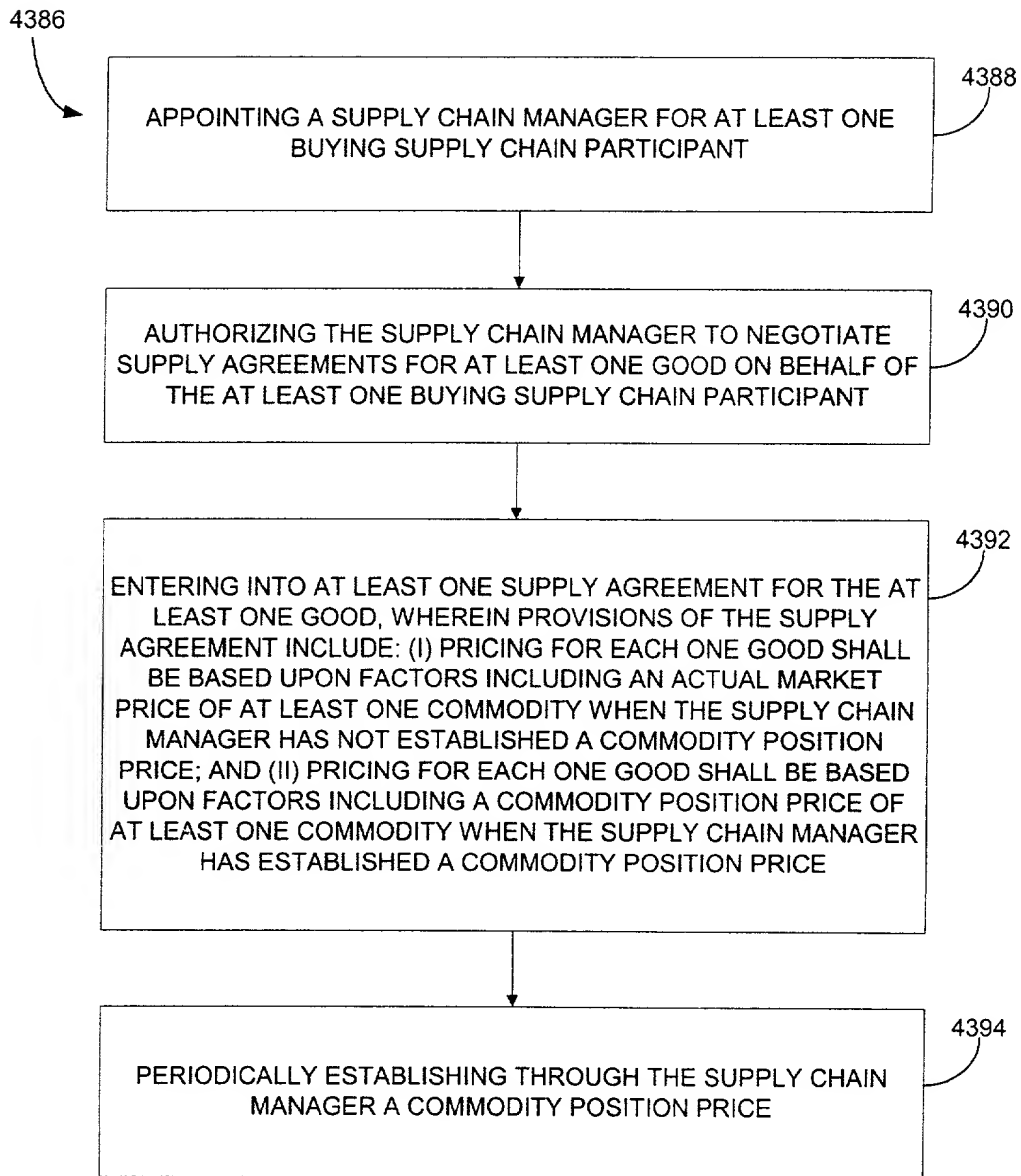 4386
4388
APPOINTING A SUPPLY CHAIN MANAGER FOR AT LEAST ONE
BUYING SUPPLY CHAIN PARTICIPANT
4390
AUTHORIZING THE SUPPLY CHAIN MANAGER TO NEGOTIATE
SUPPLY AGREEMENTS FOR AT LEAST ONE GOOD ON BEHALF OF
THE AT LEAST ONE BUYING SUPPLY CHAIN PARTICIPANT
4392
ENTERING INTO AT LEAST ONE SUPPLY AGREEMENT FOR THE AT
LEAST ONE GOOD, WHEREIN PROVISIONS OF THE SUPPLY
AGREEMENT INCLUDE: (I) PRICING FOR EACH ONE GOOD SHALL
BE BASED UPON FACTORS INCLUDING AN ACTUAL MARKET
PRICE OF AT LEAST ONE COMMODITY WHEN THE SUPPLY CHAIN
MANAGER HAS NOT ESTABLISHED A COMMODITY POSITION
PRICE; AND (II) PRICING FOR EACH ONE GOOD SHALL BE BASED
UPON FACTORS INCLUDING A COMMODITY POSITION PRICE OF
AT LEAST ONE COMMODITY WHEN THE SUPPLY CHAIN MANAGER
HAS ESTABLISHED A COMMODITY POSITION PRICE
4394
PERIODICALLY ESTABLISHING THROUGH THE SUPPLY CHAIN
MANAGER A COMMODITY POSITION PRICE